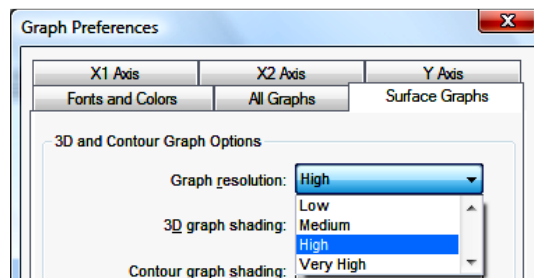 Graph Preferences
X1 Axis X2 Axis Y Axis
Fonts and Colors All Graphs Surface Graphs
3D and Contour Graph Options
Graph resolution: High
Low
3D graph shading: Medium
High
Contour graph shading: Very High